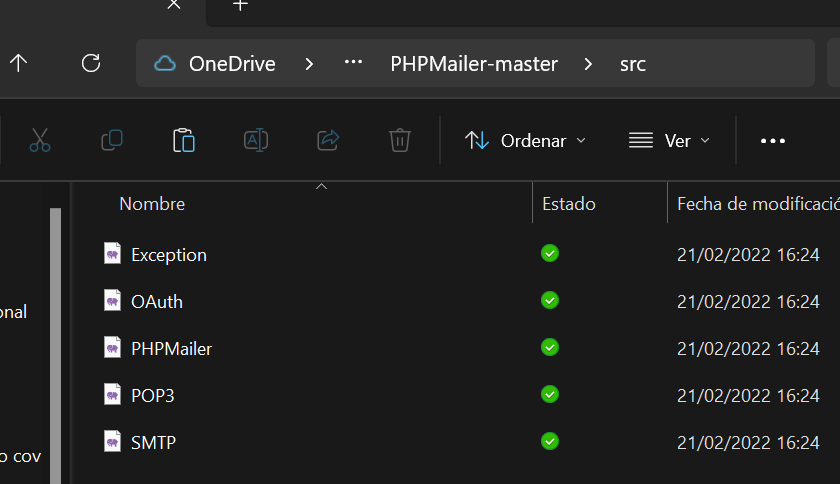 OneDrive > ... PHPMailer-master > src
Ordenar Ver
Nombre Estado Fecha de modificació
Exception 21/02/2022 16:24
OAuth 21/02/2022 16:24
onal
PHPMailer 21/02/2022 16:24
POP3 21/02/2022 16:24
SMTP 21/02/2022 16:24
o cov